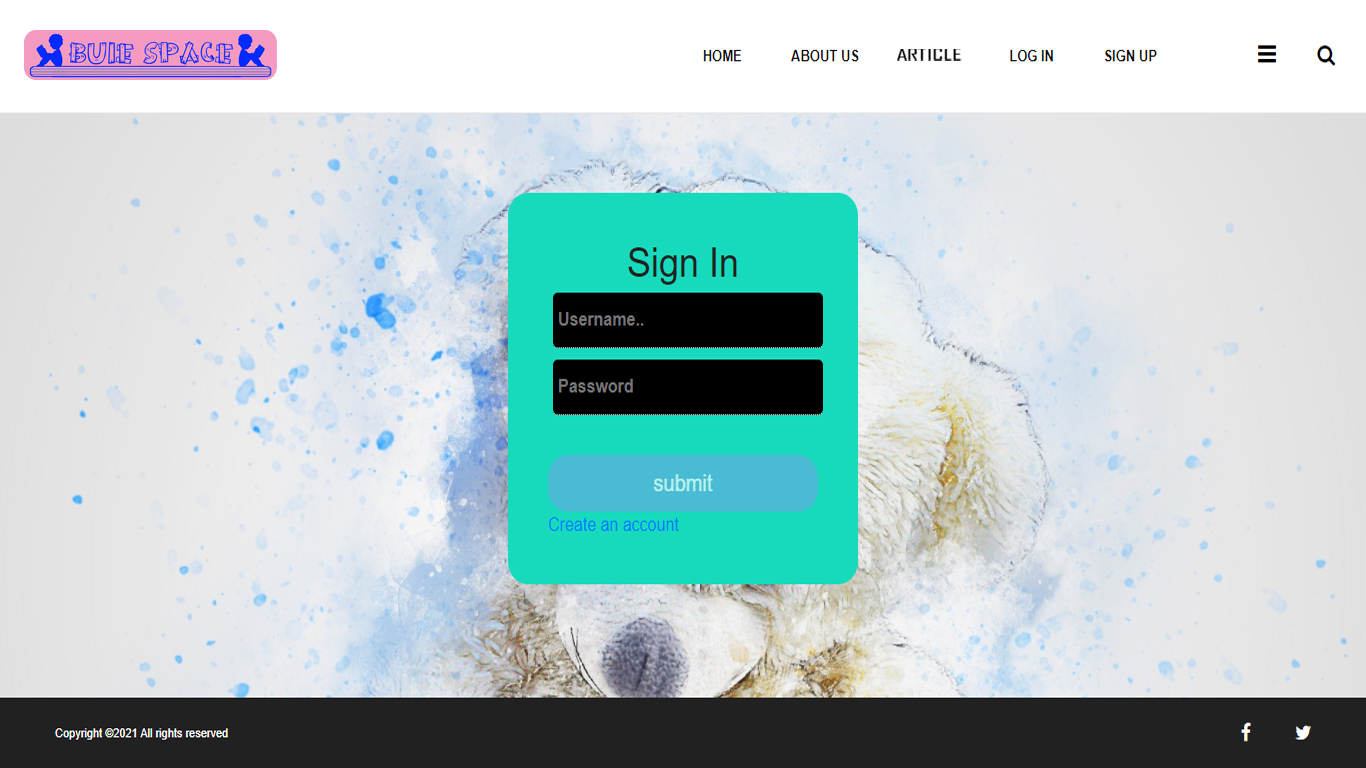 BUIE SPACE
HOME ABOUT US ARTICLE LOG IN SIGN UP
Sign In
Username..
Password
submit
Create an account
Copyright ©2021 All rights reserved